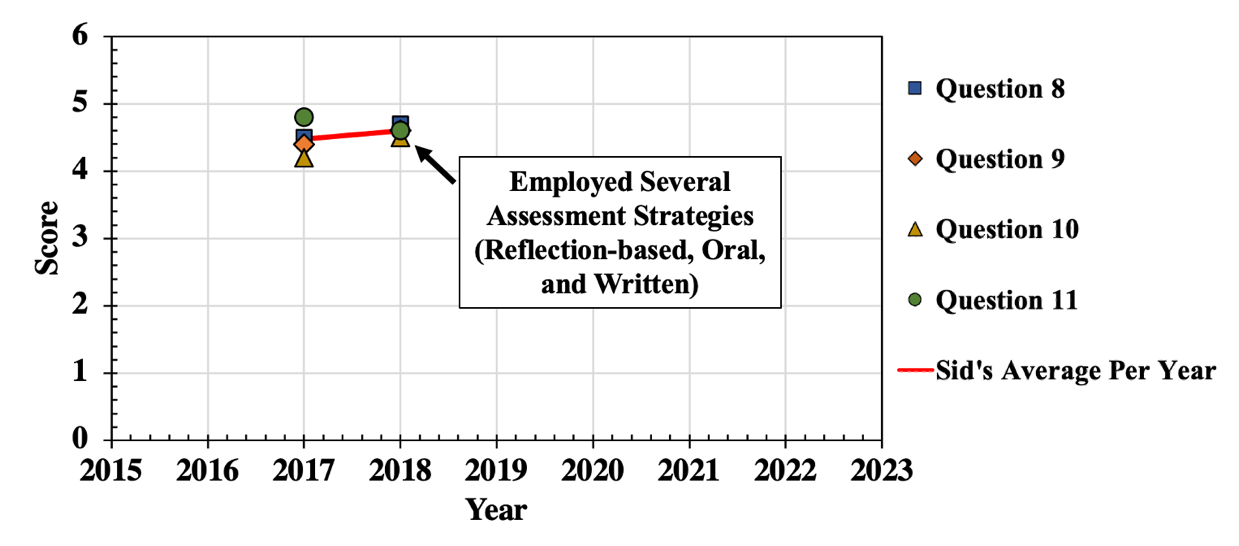 6
5
4
3
2
1
0
Score
2015 2016 2017 2018 2019 2020 2021 2022 2023
Year
Employed Several
Assessment Strategies
(Reflection-based, Oral,
and Written)
Question 8
Question 9
Question 10
Question 11
Sid's Average Per Year